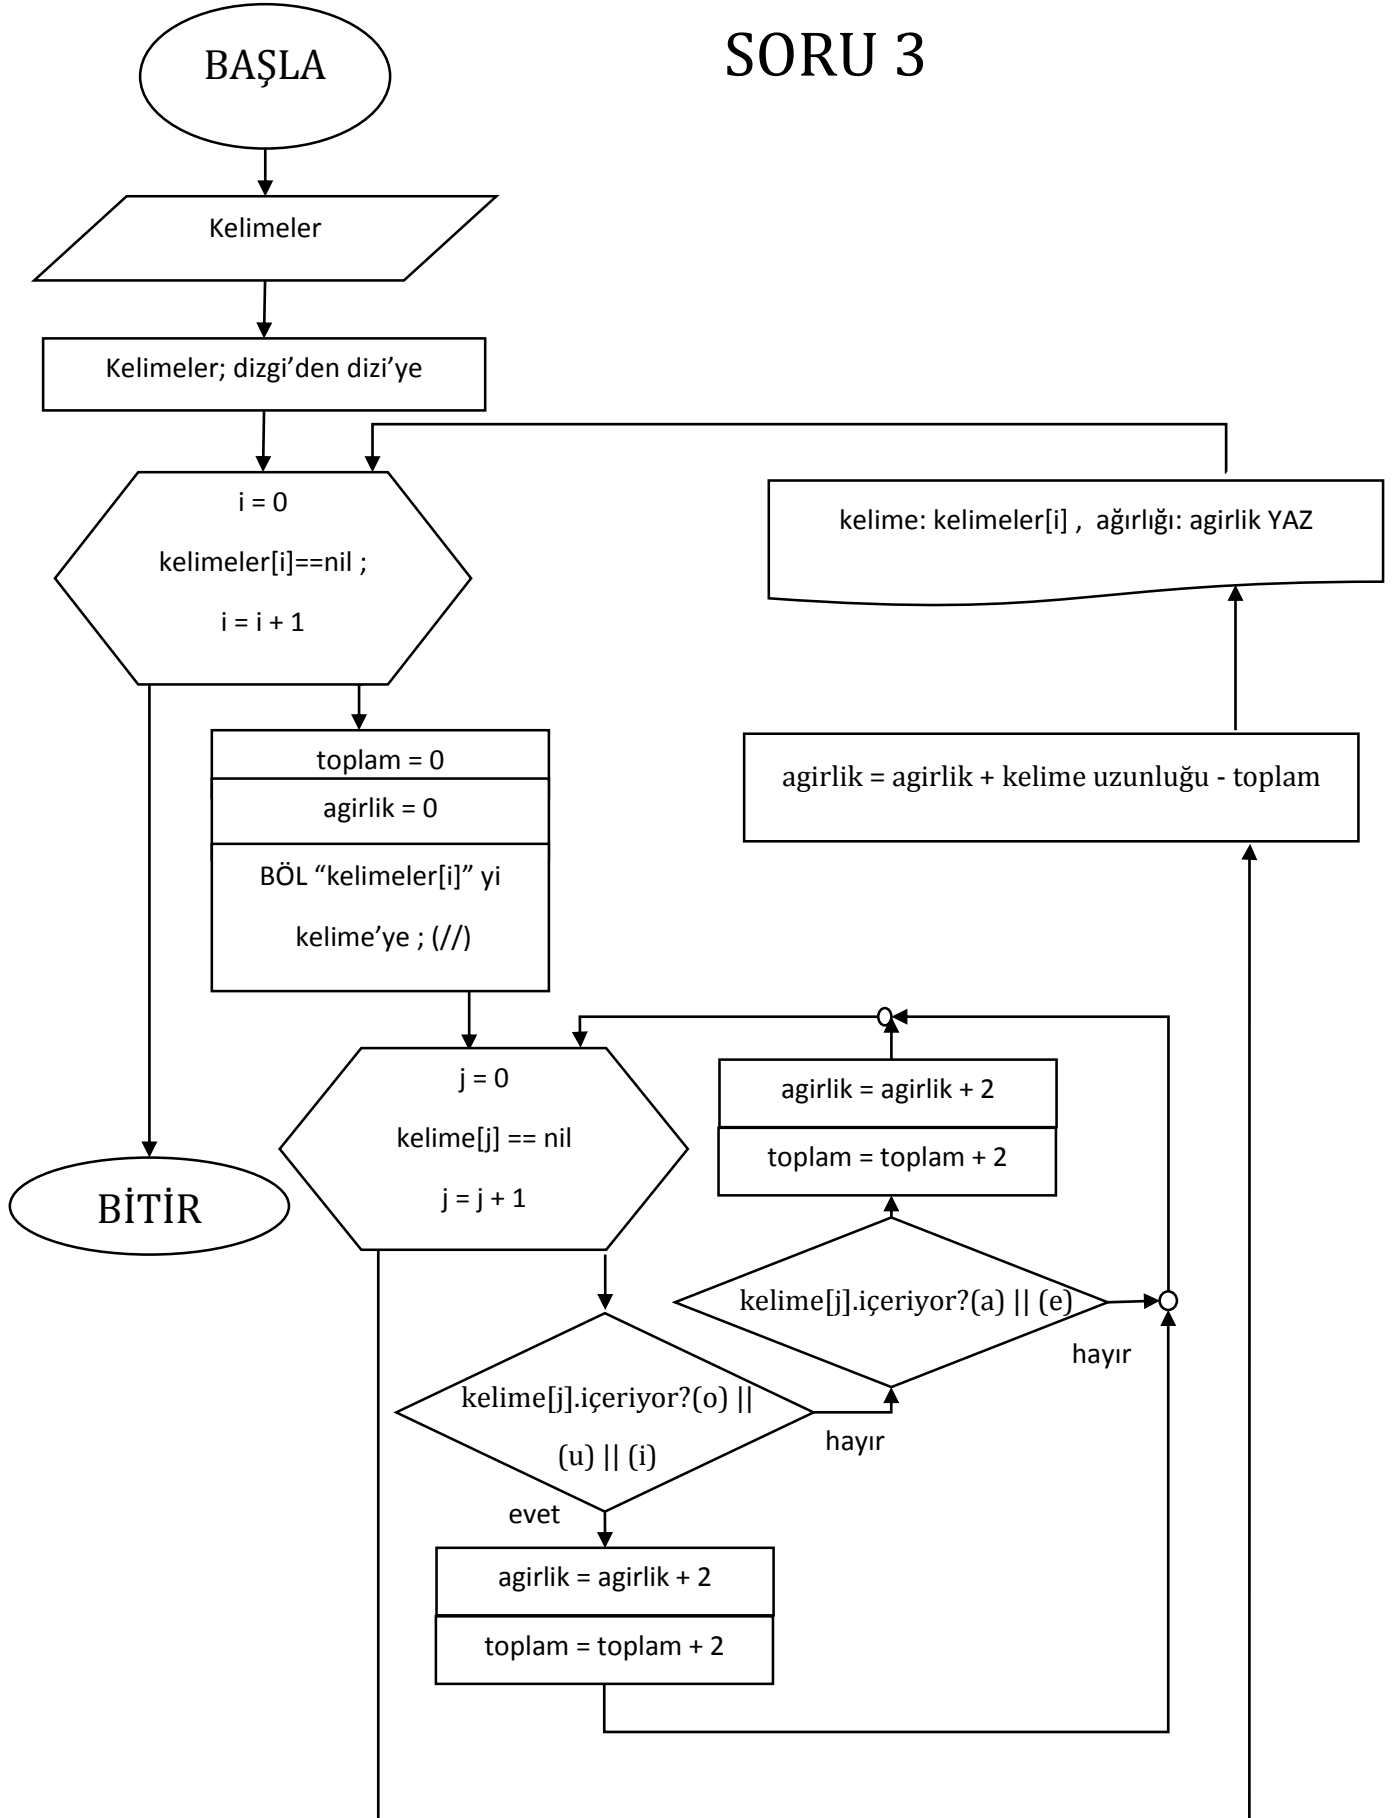 SORU 3
BAŞLA
Kelimeler
Kelimeler; dizgi’den dizi’ye
i = 0
kelimeler[i]==nil ;
i = i + 1
kelime: kelimeler[i] , ağırlığı: agirlik YAZ
toplam = 0
agirlik = 0
BÖL “kelimeler[i]” yi
kelime’ye ; (//)
agirlik = agirlik + kelime uzunluğu - toplam
j = 0
kelime[j] == nil
j = j + 1
agirlik = agirlik + 2
toplam = toplam + 2
BİTİR
kelime[j].içeriyor?(a) || (e)
hayır
kelime[j].içeriyor?(o) ||
(u) || (i)
hayır
evet
agirlik = agirlik + 2
toplam = toplam + 2